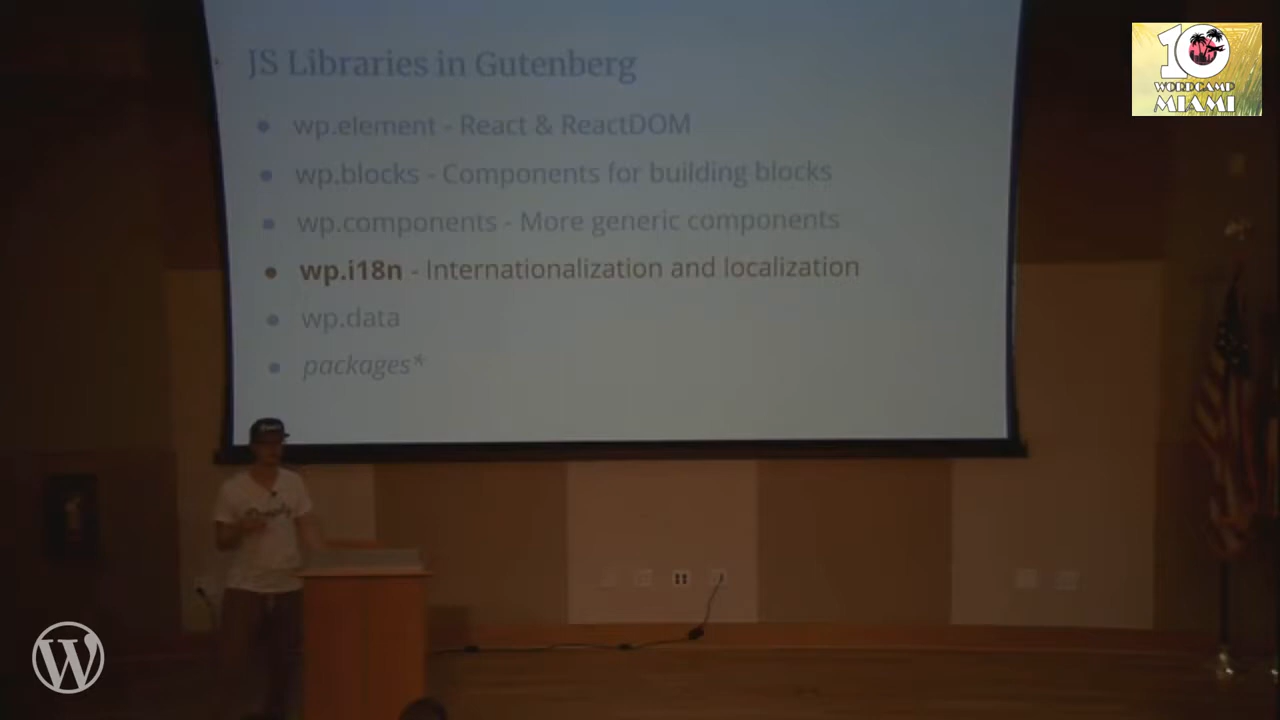 JS Libraries in Gutenberg
wp.element - React & ReactDOM
wp.blocks - Components for building blocks
wp.components - More generic components
wp.i18n - Internationalization and localization
wp.data
packages*
10
WORDCAMP
MIAMI
W